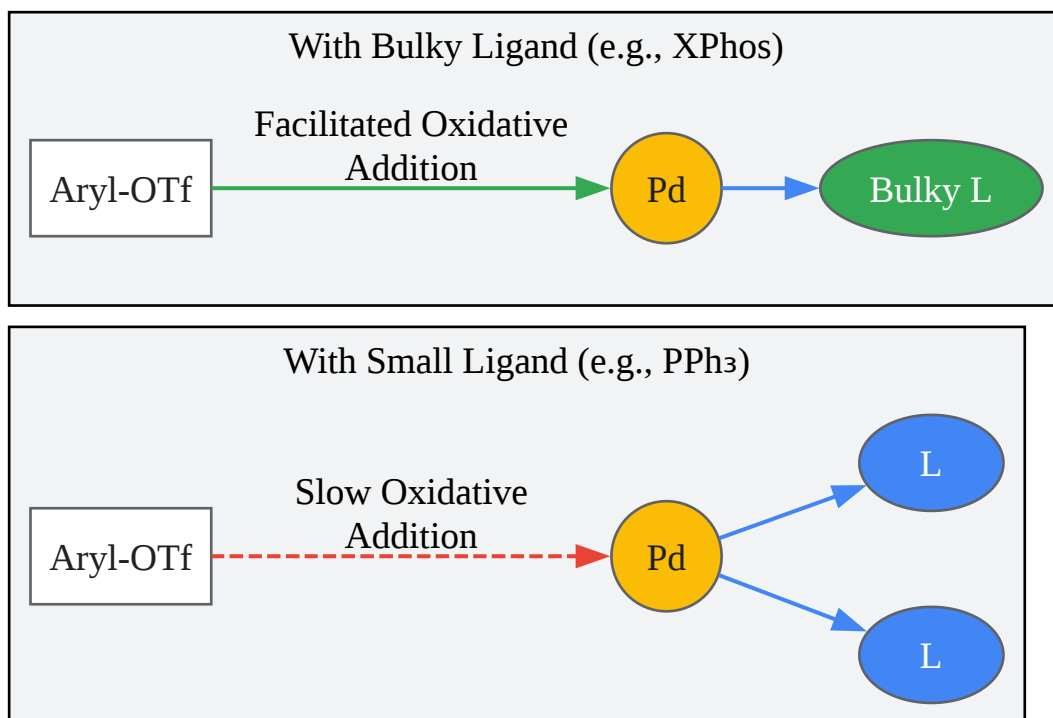 With Bulky Ligand (e.g., XPhos)
Facilitated Oxidative
Addition
Aryl-OTf
Pd
Bulky L
With Small Ligand (e.g., PPh₃)
L
Slow Oxidative
Addition
Aryl-OTf
Pd
L